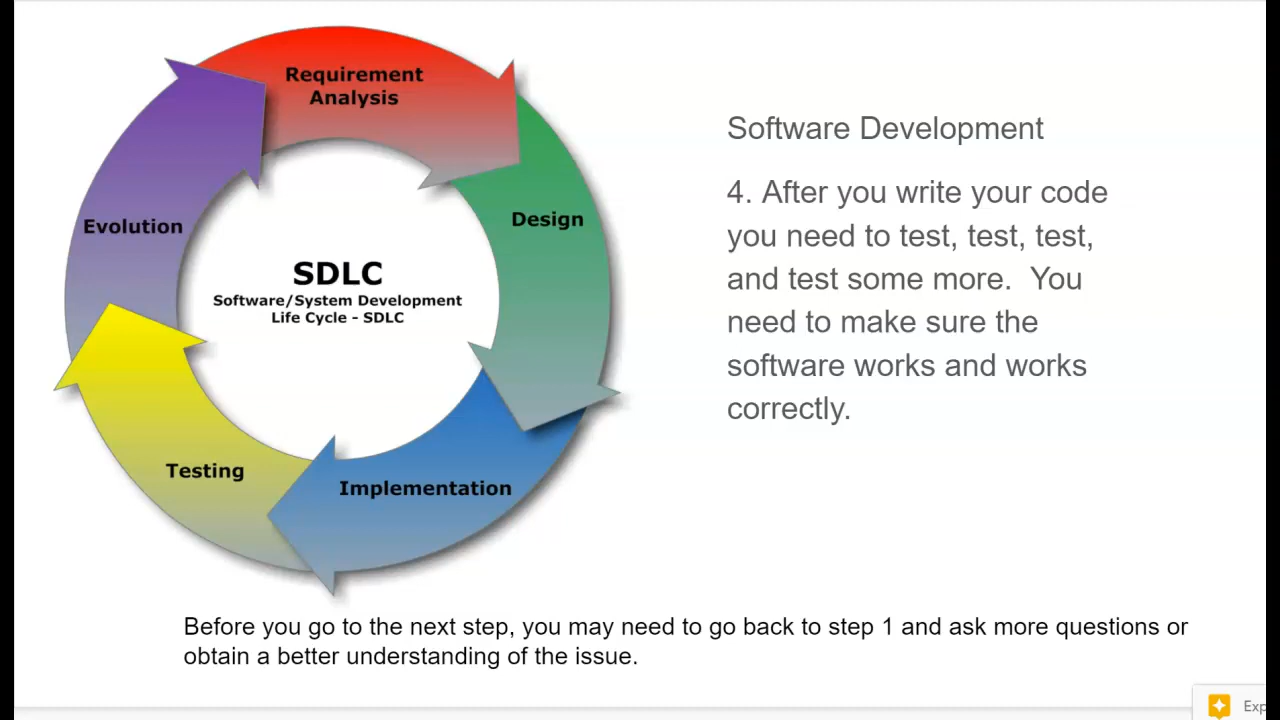 Requirement
Analysis
Evolution
Design
SDLC
Software/System Development
Life Cycle - SDLC
Testing
Implementation
Software Development
4. After you write your code
you need to test, test, test,
and test some more.  You
need to make sure the
software works and works
correctly.
Before you go to the next step, you may need to go back to step 1 and ask more questions or
obtain a better understanding of the issue.
Exp